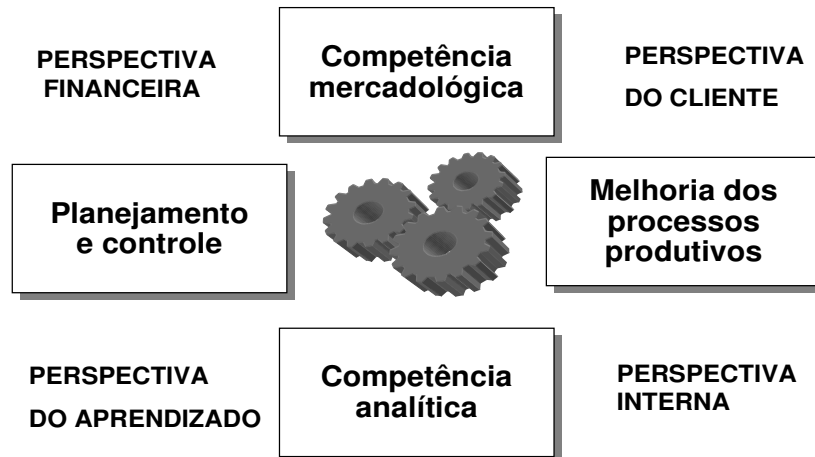 PERSPECTIVA
FINANCEIRA
Competência
mercadológica
PERSPECTIVA
DO CLIENTE
Planejamento
e controle
Melhoria dos
processos
produtivos
PERSPECTIVA
DO APRENDIZADO
Competência
analítica
PERSPECTIVA
INTERNA